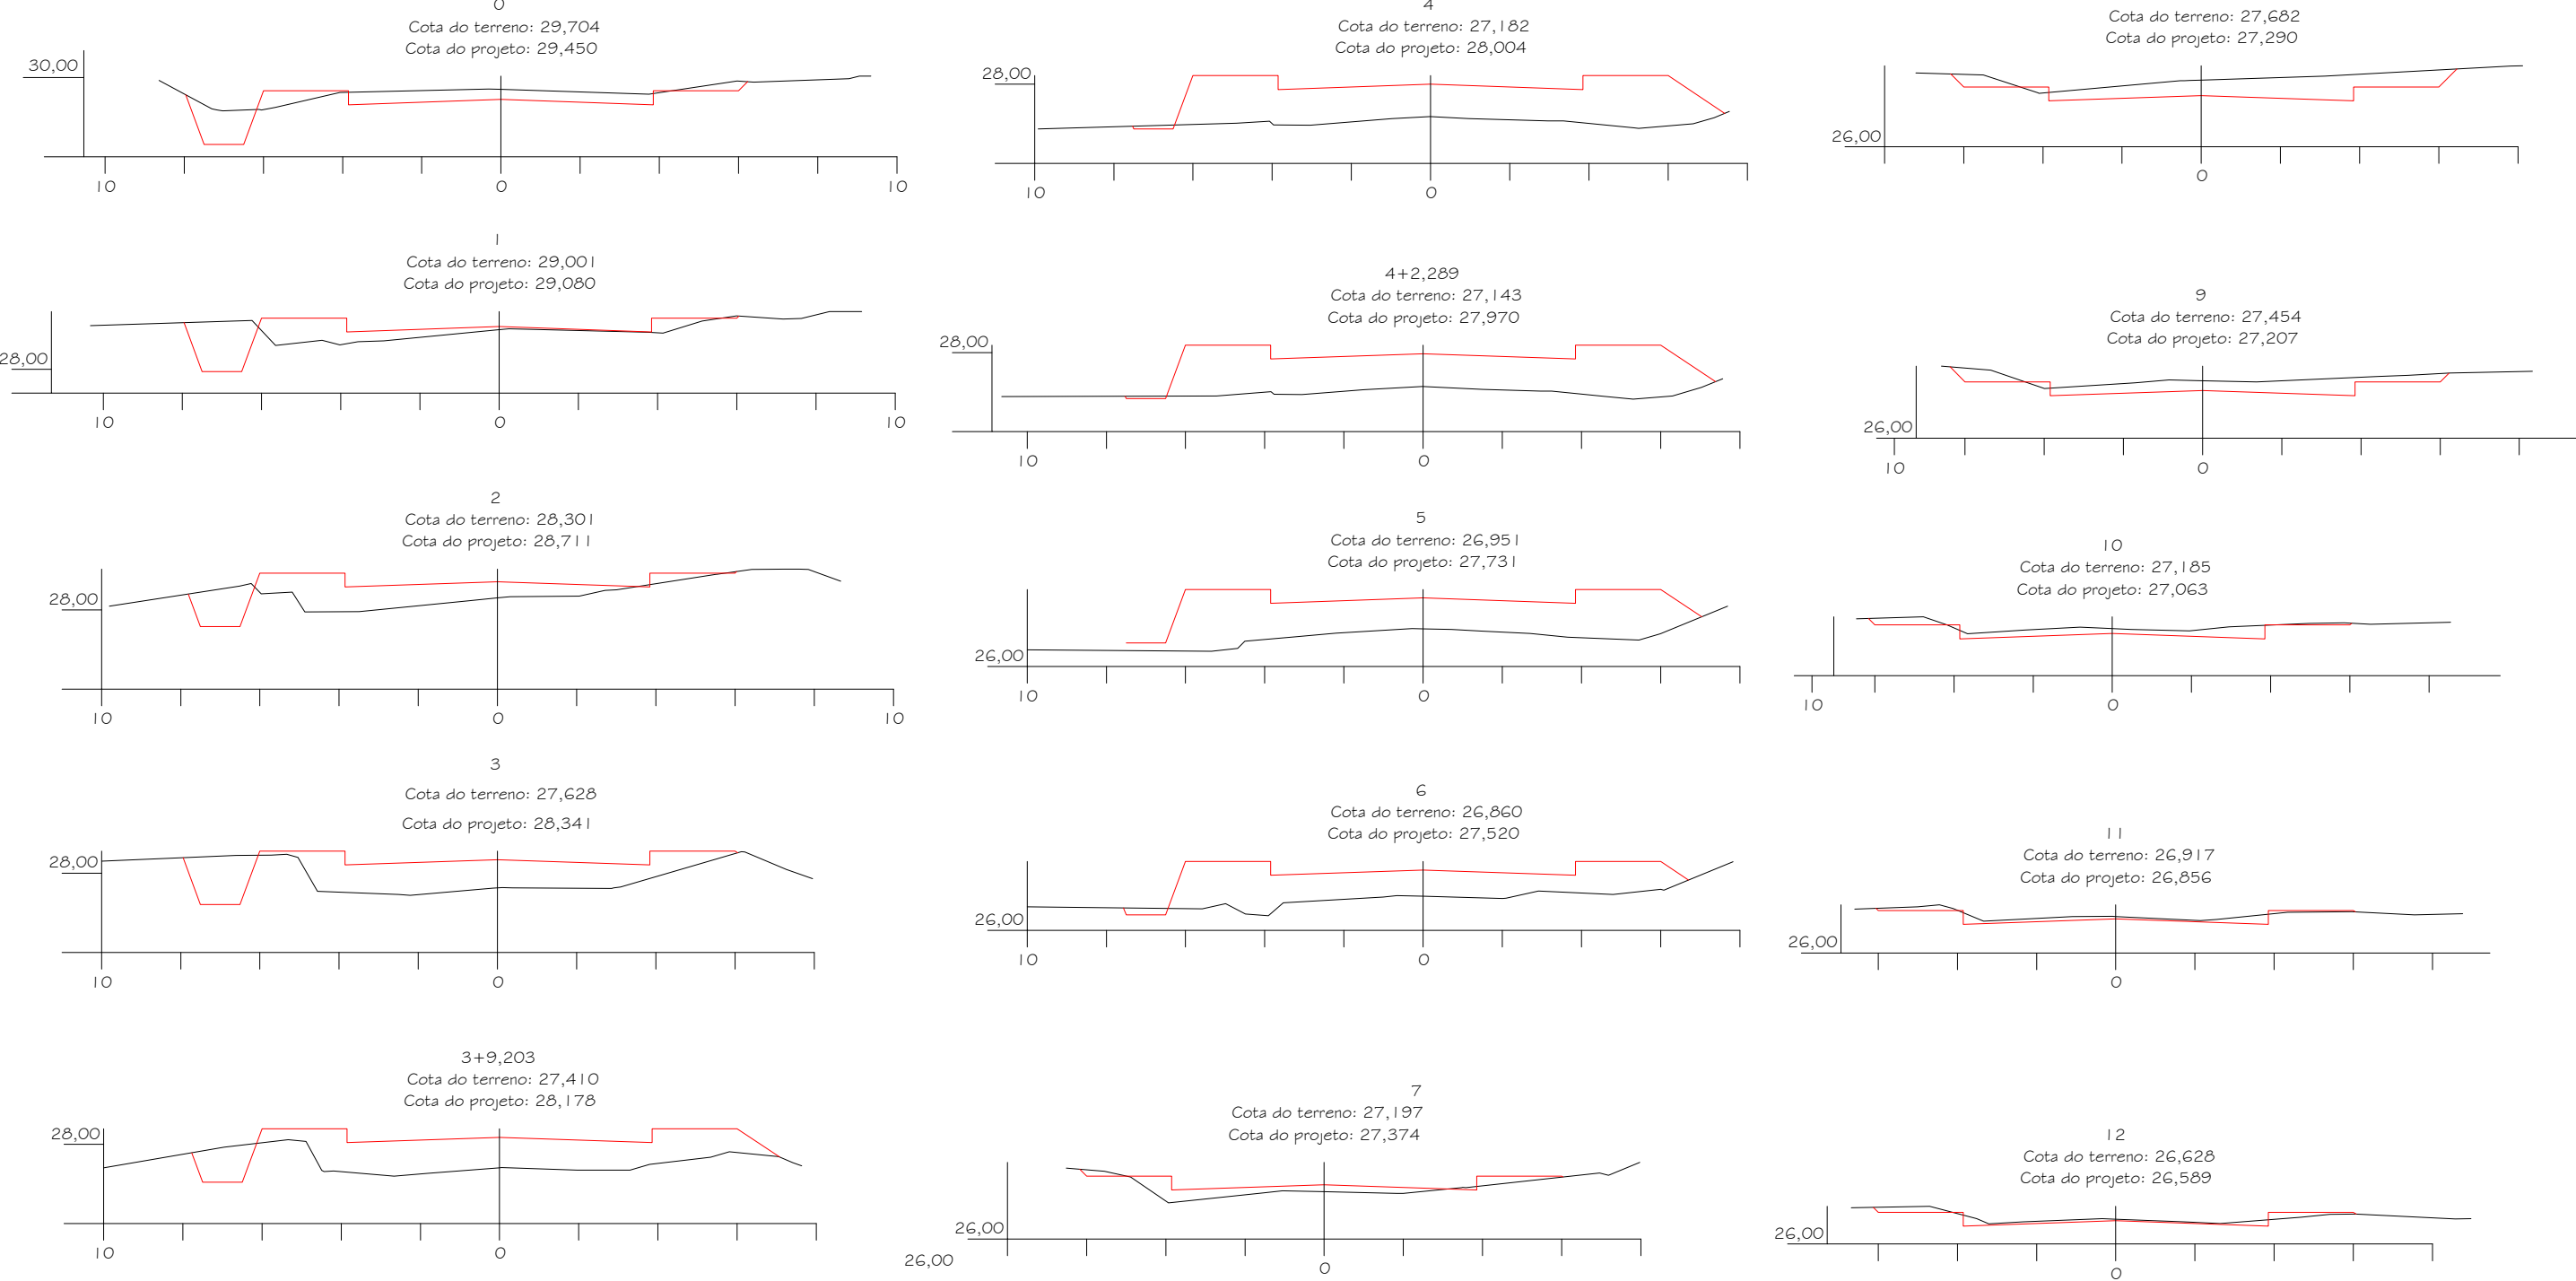 0
Cota do terreno: 29,704
Cota do projeto: 29,450
30,00
10
0
10
1
Cota do terreno: 29,001
Cota do projeto: 29,080
28,00
10
0
10
2
Cota do terreno: 28,301
Cota do projeto: 28,711
28,00
10
0
10
3
Cota do terreno: 27,628
Cota do projeto: 28,341
28,00
10
0
3+9,203
Cota do terreno: 27,410
Cota do projeto: 28,178
28,00
10
0
4
Cota do terreno: 27,182
Cota do projeto: 28,004
28,00
10
0
4+2,289
Cota do terreno: 27,143
Cota do projeto: 27,970
28,00
10
0
5
Cota do terreno: 26,951
Cota do projeto: 27,731
26,00
10
0
6
Cota do terreno: 26,860
Cota do projeto: 27,520
26,00
10
0
7
Cota do terreno: 27,197
Cota do projeto: 27,374
26,00
26,00
0
Cota do terreno: 27,682
Cota do projeto: 27,290
26,00
0
9
Cota do terreno: 27,454
Cota do projeto: 27,207
26,00
10
0
10
Cota do terreno: 27,185
Cota do projeto: 27,063
10
0
11
Cota do terreno: 26,917
Cota do projeto: 26,856
26,00
0
12
Cota do terreno: 26,628
Cota do projeto: 26,589
26,00
0